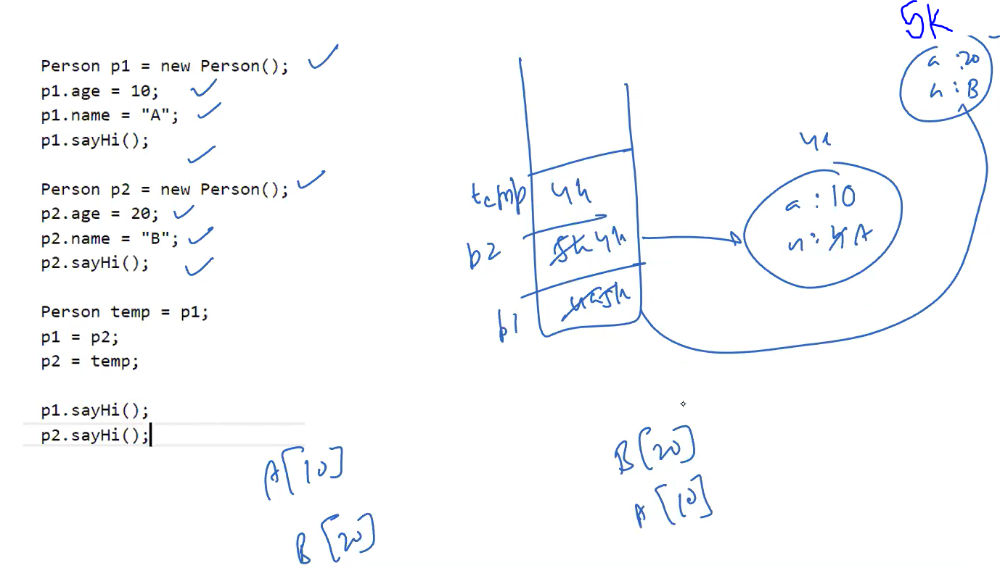 Person p1 = new Person();
p1.age = 10;
p1.name = "A";
p1.sayHi();
Person p2 = new Person();
p2.age = 20;
p2.name = "B";
p2.sayHi();
Person temp = p1;
p1 = p2;
p2 = temp;
p1.sayHi();
p2.sayHi();
A[10]
B[20]
temp 4k
p2 5k 4k
p1 4k 5k
4k
a : 10
n : A
5K
a : 20
n : B
B[20]
A[10]